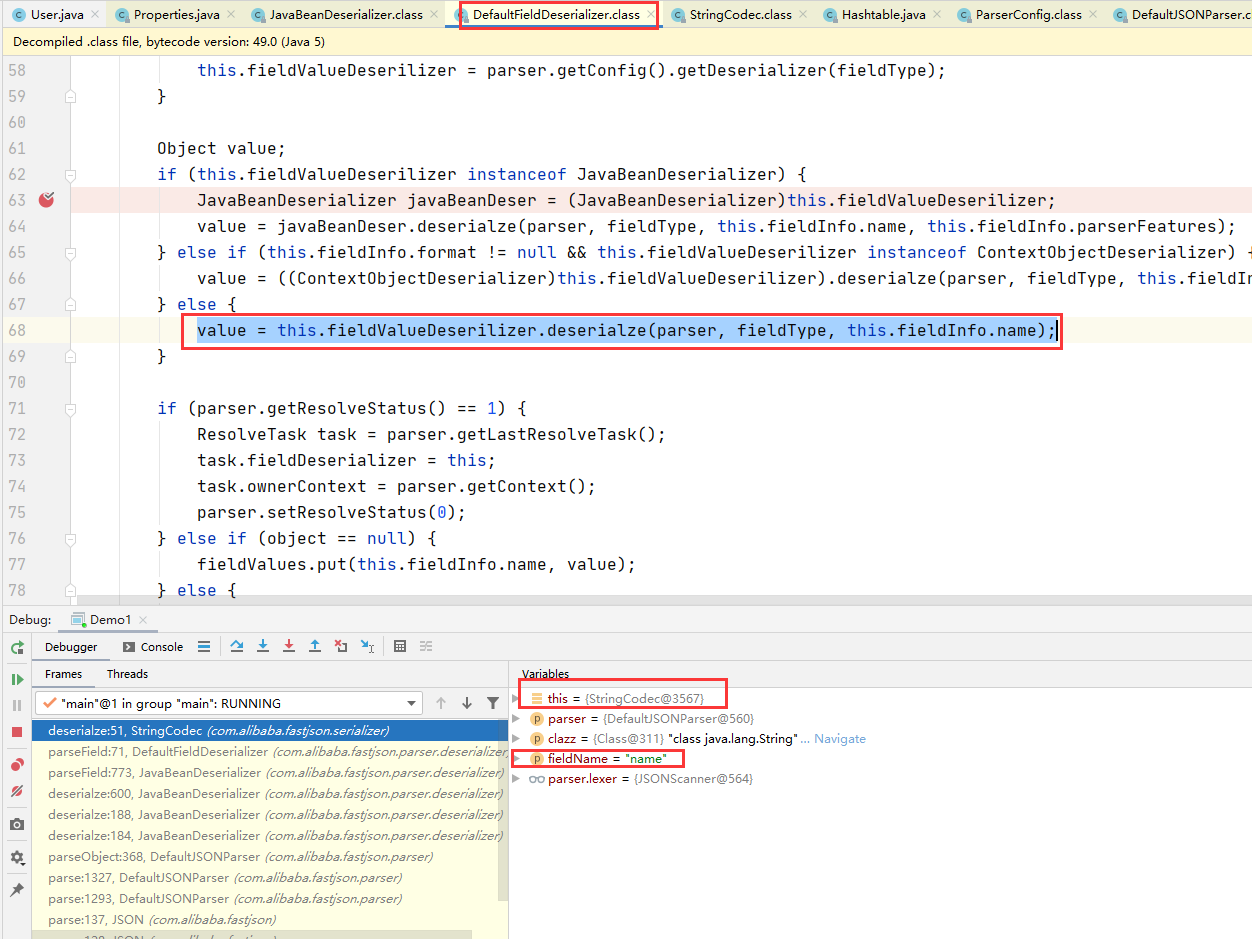 User.java Properties.java JavaBeanDeserializer.class DefaultFieldDeserializer.class StringCodec.class Hashtable.java ParserConfig.class DefaultJSONParser.c
Decompiled .class file, bytecode version: 49.0 (Java 5)
58 this.fieldValueDeserilizer = parser.getConfig().getDeserializer(fieldType);
59 }
60
61 Object value;
62 if (this.fieldValueDeserilizer instanceof JavaBeanDeserializer) {
63 JavaBeanDeserializer javaBeanDeser = (JavaBeanDeserializer)this.fieldValueDeserilizer;
64 value = javaBeanDeser.deserialze(parser, fieldType, this.fieldInfo.name, this.fieldInfo.parserFeatures);
65 } else if (this.fieldInfo.format != null && this.fieldValueDeserilizer instanceof ContextObjectDeserializer) {
66 value = ((ContextObjectDeserializer)this.fieldValueDeserilizer).deserialze(parser, fieldType, this.fieldIn
67 } else {
68 value = this.fieldValueDeserilizer.deserialze(parser, fieldType, this.fieldInfo.name);
69 }
70
71 if (parser.getResolveStatus() == 1) {
72 ResolveTask task = parser.getLastResolveTask();
73 task.fieldDeserializer = this;
74 task.ownerContext = parser.getContext();
75 parser.setResolveStatus(0);
76 } else if (object == null) {
77 fieldValues.put(this.fieldInfo.name, value);
78 } else {
Debug: Demo1
Debugger Console
Frames Threads Variables
"main"@1 in group "main": RUNNING
this = {StringCodec@3567}
parser = {DefaultJSONParser@560}
clazz = {Class@311} "class java.lang.String" ... Navigate
fieldName = "name"
parser.lexer = {JSONScanner@564}
deserialze:51, StringCodec (com.alibaba.fastjson.serializer)
parseField:71, DefaultFieldDeserializer (com.alibaba.fastjson.parser.deserializer)
parseField:773, JavaBeanDeserializer (com.alibaba.fastjson.parser.deserializer)
deserialze:600, JavaBeanDeserializer (com.alibaba.fastjson.parser.deserializer)
deserialze:188, JavaBeanDeserializer (com.alibaba.fastjson.parser.deserializer)
deserialze:184, JavaBeanDeserializer (com.alibaba.fastjson.parser.deserializer)
parseObject:368, DefaultJSONParser (com.alibaba.fastjson.parser)
parse:1327, DefaultJSONParser (com.alibaba.fastjson.parser)
parse:1293, DefaultJSONParser (com.alibaba.fastjson.parser)
parse:137, JSON (com.alibaba.fastjson)